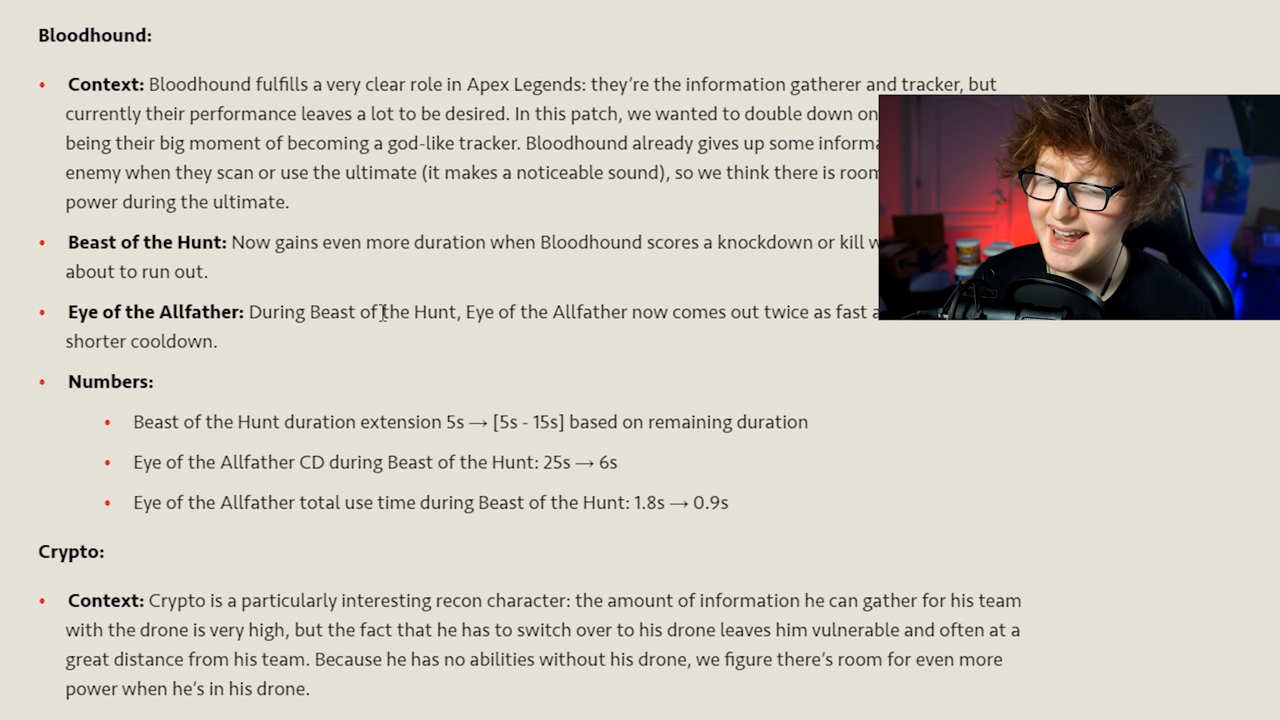 Bloodhound:
• Context: Bloodhound fulfills a very clear role in Apex Legends: they're the information gatherer and tracker, but
currently their performance leaves a lot to be desired. In this patch, we wanted to double down on
being their big moment of becoming a god-like tracker. Bloodhound already gives up some
enemy when they scan or use the ultimate (it makes a noticeable sound), so we think there is room
power during the ultimate.
• Beast of the Hunt: Now gains even more duration when Bloodhound scores a knockdown or kill
about to run out.
• Eye of the Allfather: During Beast of the Hunt, Eye of the Allfather now comes out twice as fast
shorter cooldown.
• Numbers:
• Beast of the Hunt duration extension 5s → [5s - 15s] based on remaining duration
• Eye of the Allfather CD during Beast of the Hunt: 25s → 6s
• Eye of the Allfather total use time during Beast of the Hunt: 1.8s → 0.9s
Crypto:
• Context: Crypto is a particularly interesting recon character: the amount of information he can gather for his team
with the drone is very high, but the fact that he has to switch over to his drone leaves him vulnerable and often at a
great distance from his team. Because he has no abilities without his drone, we figure there's room for even more
power when he's in his drone.